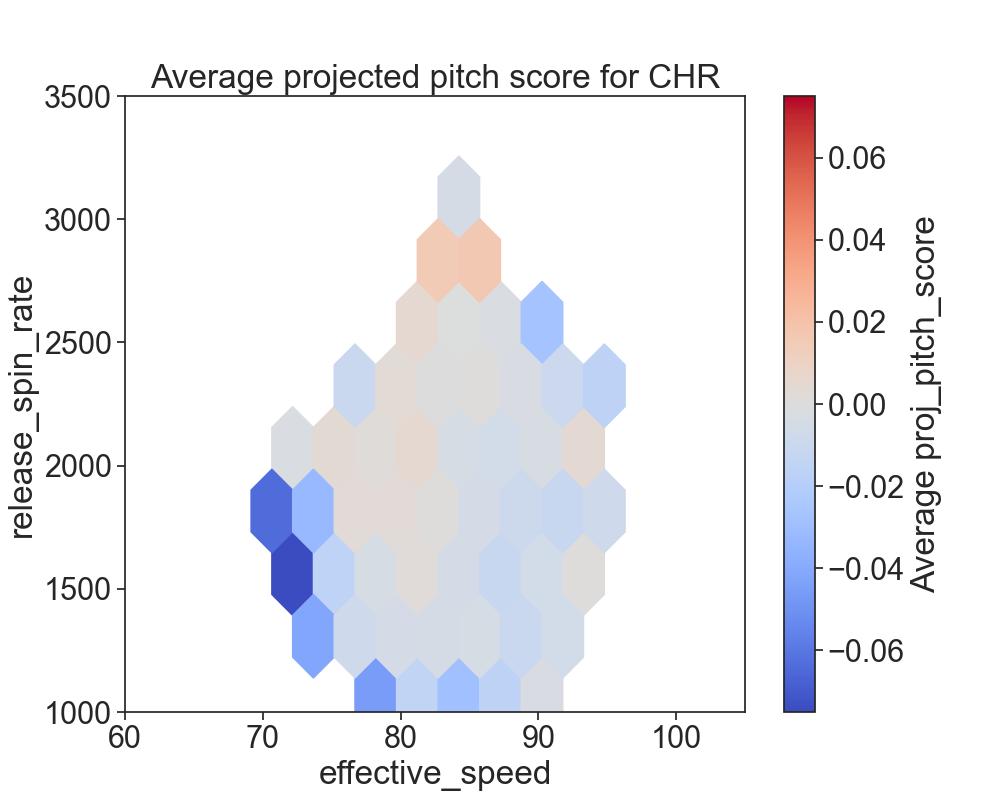 Average projected pitch score for CHR
3500
3000
2500
2000
1500
1000
release_spin_rate
60 70 80 90 100
effective_speed
0.06
0.04
0.02
0.00
−0.02
−0.04
−0.06
Average proj_pitch_score